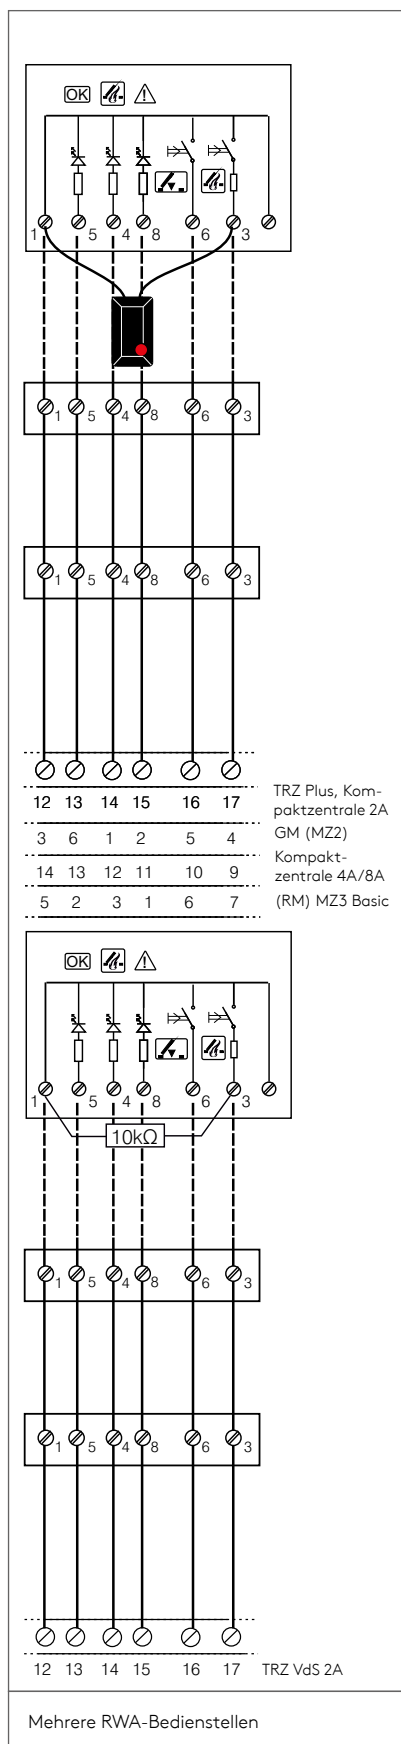 OK
1 5 4 8 6 3
1 5 4 8 6 3
1 5 4 8 6 3
12 13 14 15 16 17
TRZ Plus, Kom-
paktzentrale 2A
3 6 1 2 5 4
GM (MZ2)
14 13 12 11 10 9
Kompakt-
zentrale 4A/8A
5 2 3 1 6 7
(RM) MZ3 Basic
OK
1 5 4 8 6 3
10kΩ
1 5 4 8 6 3
1 5 4 8 6 3
12 13 14 15 16 17 TRZ VdS 2A
Mehrere RWA-Bedienstellen